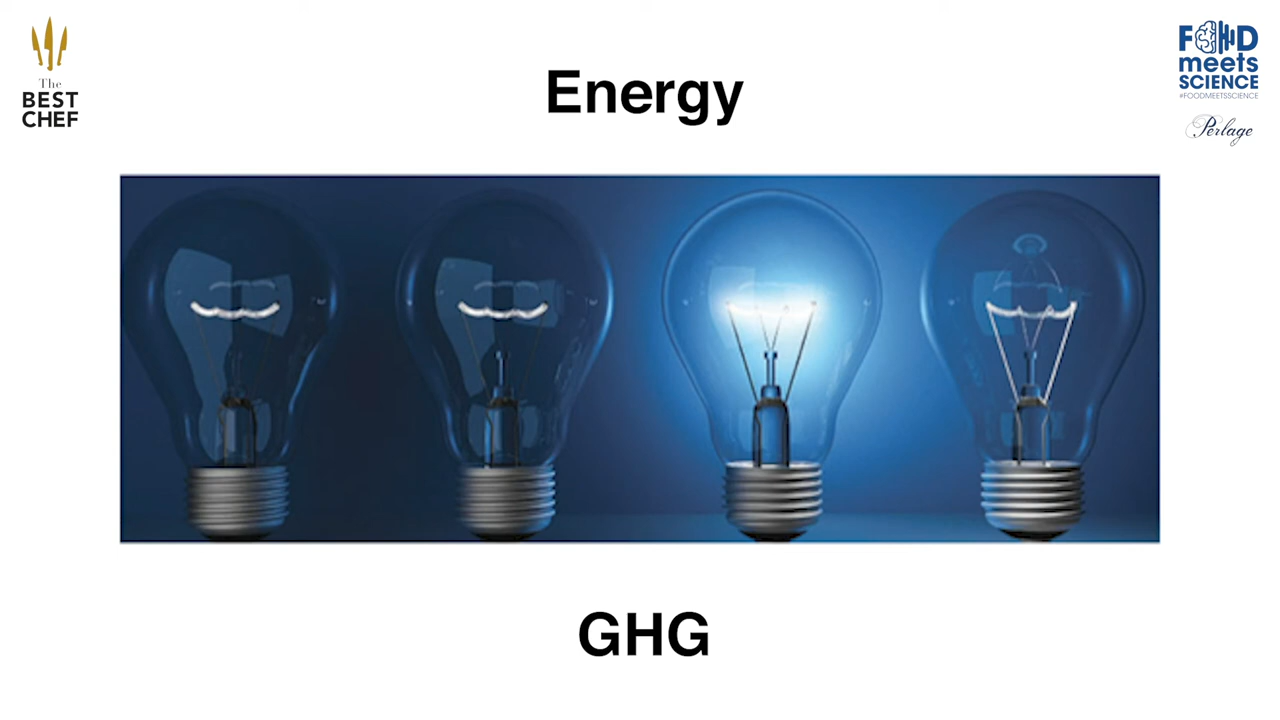 The
BEST
CHEF
Energy
FOOD
meets
SCIENCE
#FOODMEETSSCIENCE
Perlage
GHG